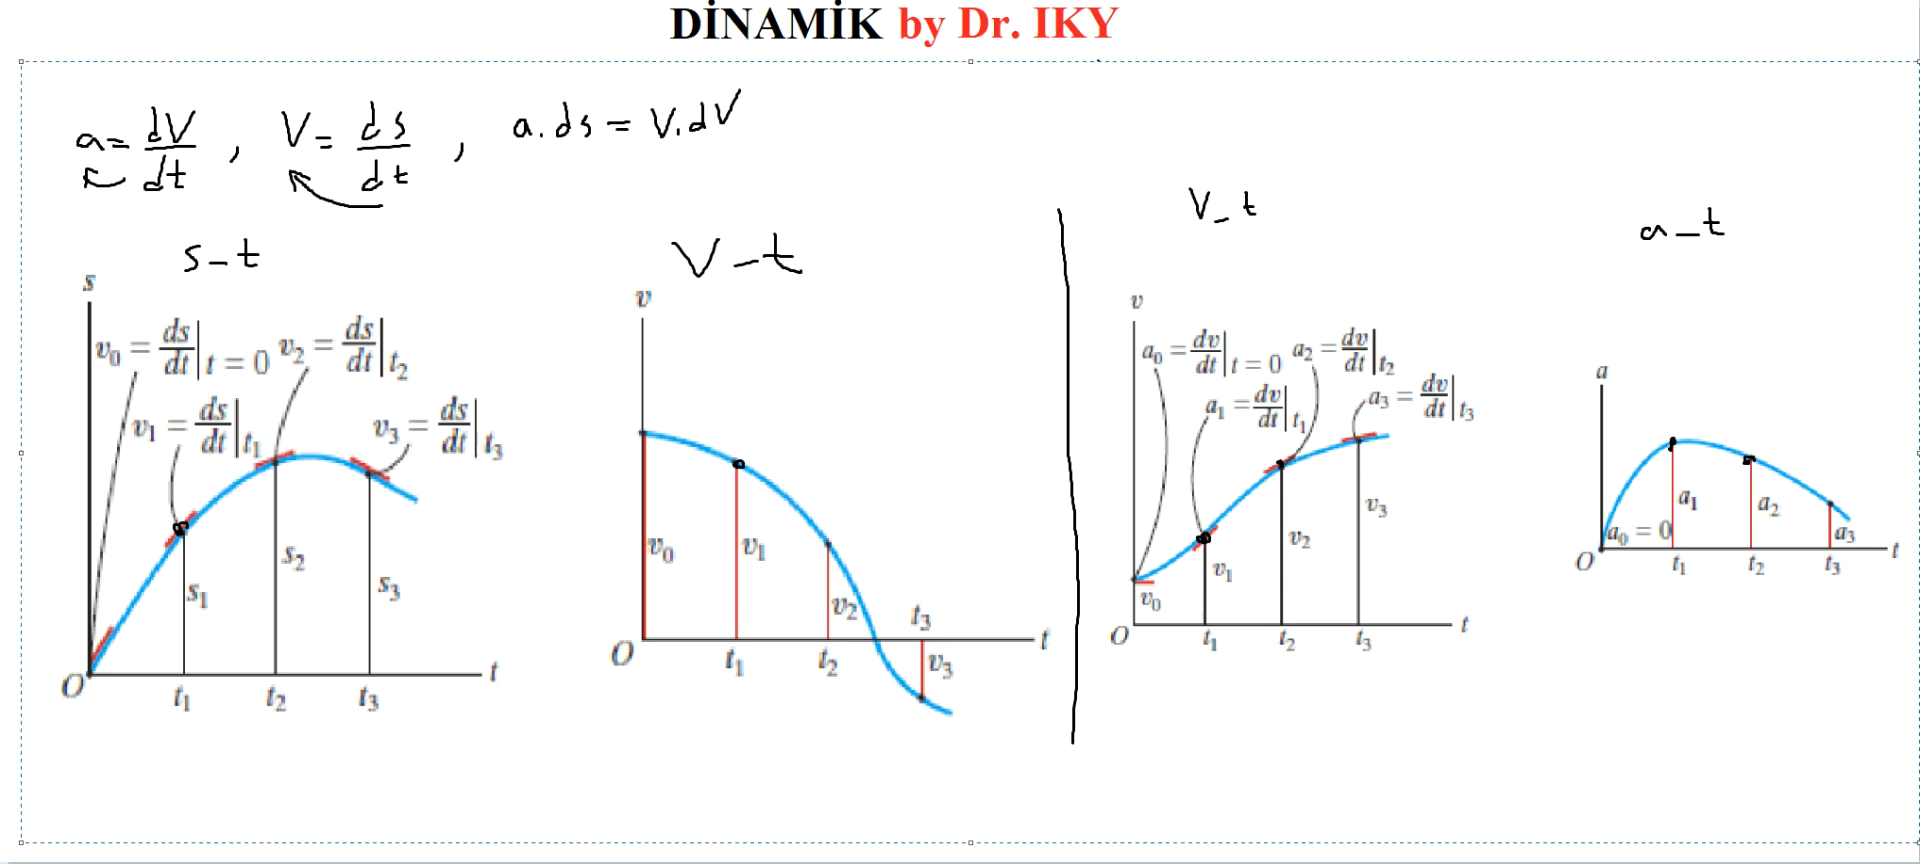 DİNAMİK by Dr. IKY
a = dV/dt , V = ds/dt , a.ds = V.dV
s-t
s
v0 = ds/dt | t = 0
v2 = ds/dt | t2
v1 = ds/dt | t1
v3 = ds/dt | t3
s1
s2
s3
O
t1
t2
t3
t
V-t
v
v0
v1
v2
t3
O
t1
t2
v3
t
V-t
v
a0 = dv/dt | t = 0
a2 = dv/dt | t2
a1 = dv/dt | t1
a3 = dv/dt | t3
v0
v1
v2
v3
O
t1
t2
t3
t
a-t
a
a0 = 0
a1
a2
a3
O
t1
t2
t3
t